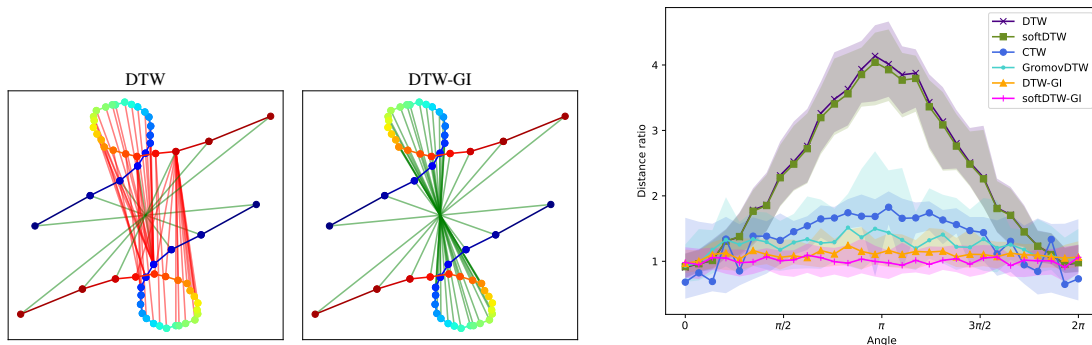 DTW
DTW-GI
DTW
softDTW
CTW
GromovDTW
DTW-GI
softDTW-GI
Distance ratio
4
3
2
1
0
π/2
π
3π/2
2π
Angle